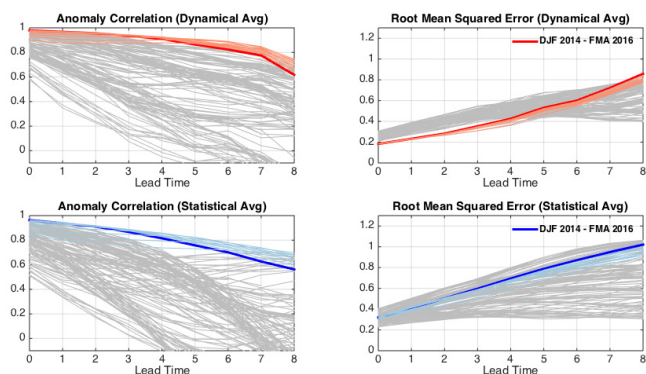 Anomaly Correlation (Dynamical Avg)
1
0.8
0.6
0.4
0.2
0
0 1 2 3 4 5 6 7 8
Lead Time
Root Mean Squared Error (Dynamical Avg)
DJF 2014 - FMA 2016
1.2
1
0.8
0.6
0.4
0.2
0
0 1 2 3 4 5 6 7 8
Lead Time
Anomaly Correlation (Statistical Avg)
1
0.8
0.6
0.4
0.2
0
0 1 2 3 4 5 6 7 8
Lead Time
Root Mean Squared Error (Statistical Avg)
DJF 2014 - FMA 2016
1.2
1
0.8
0.6
0.4
0.2
0
0 1 2 3 4 5 6 7 8
Lead Time